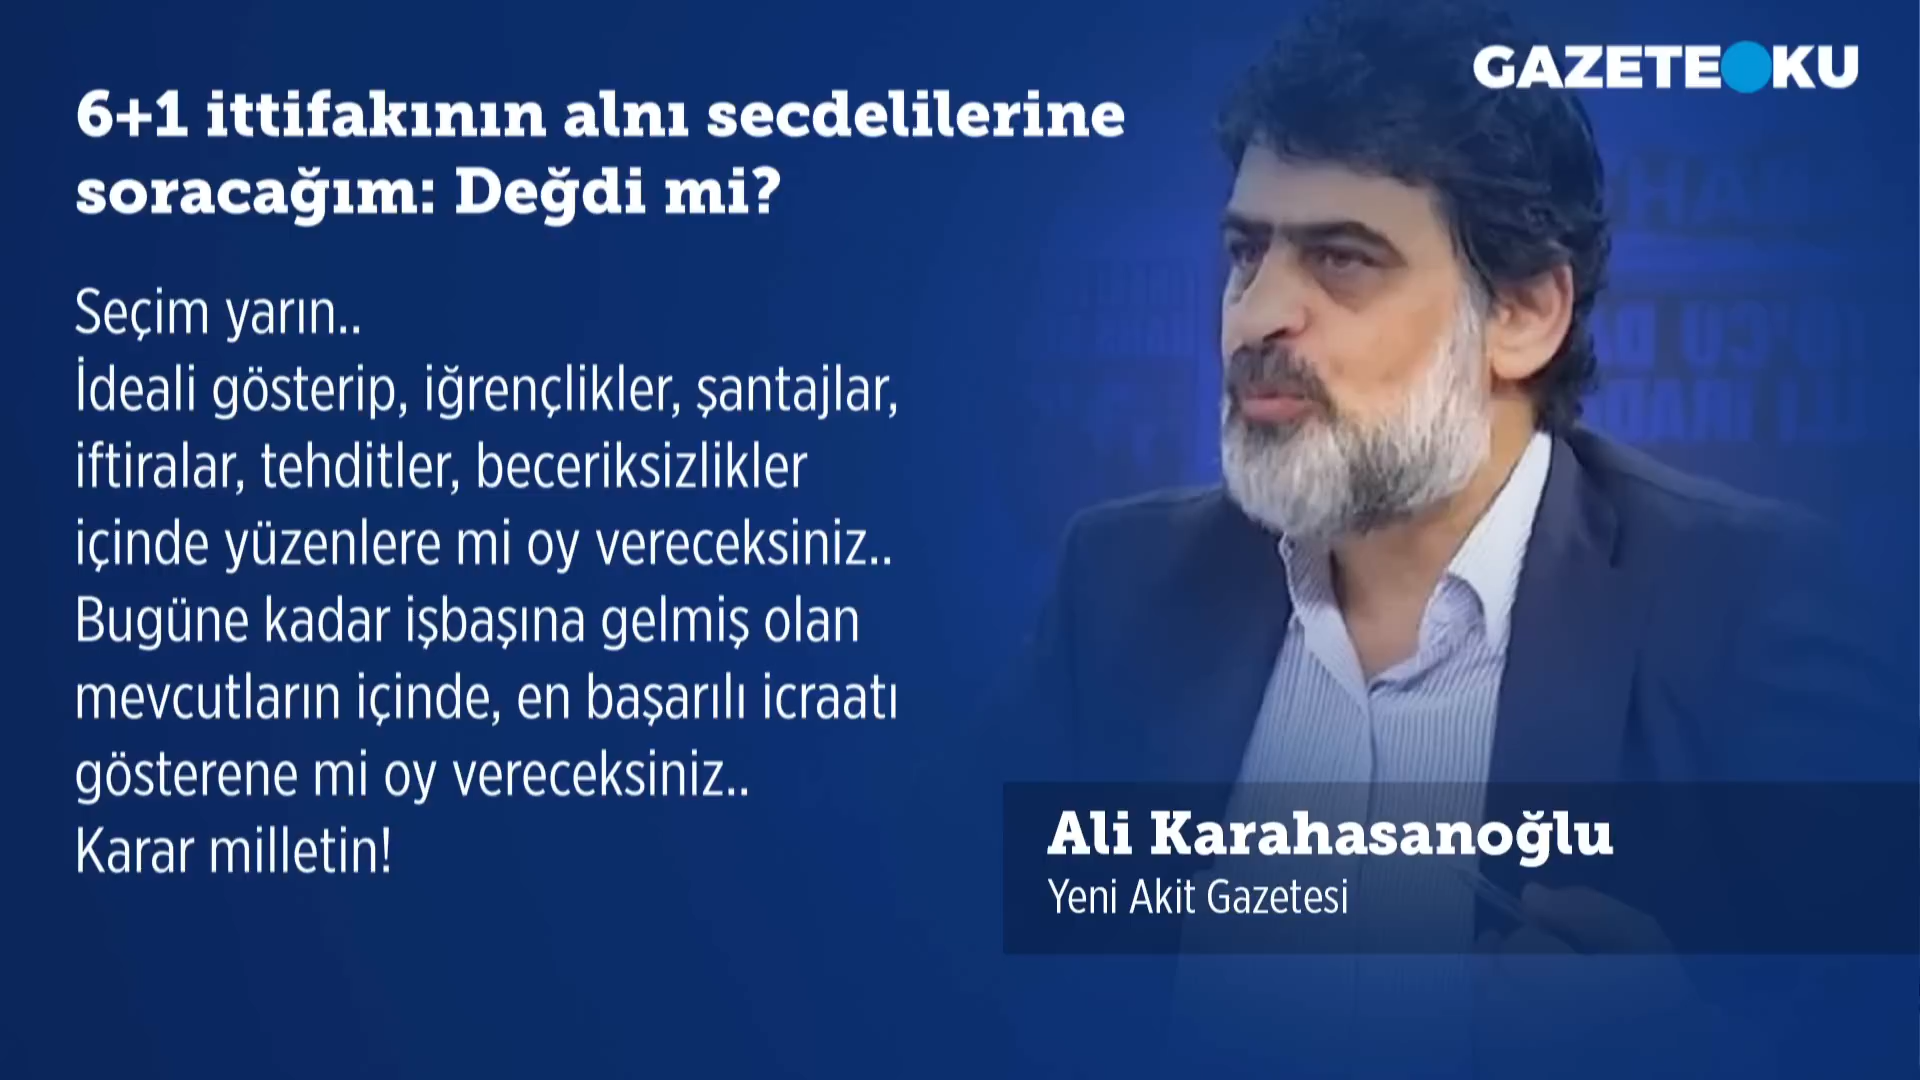 GAZETE KU
6+1 ittifakının alnı secdelilerine
soracağım: Değdi mi?
Seçim yarın..
İdeali gösterip, iğrençlikler, şantajlar,
iftiralar, tehditler, beceriksizlikler
içinde yüzenlere mi oy vereceksiniz..
Bugüne kadar işbaşına gelmiş olan
mevcutların içinde, en başarılı icraatı
gösterene mi oy vereceksiniz..
Karar milletin!
Ali Karahasanoğlu
Yeni Akit Gazetesi